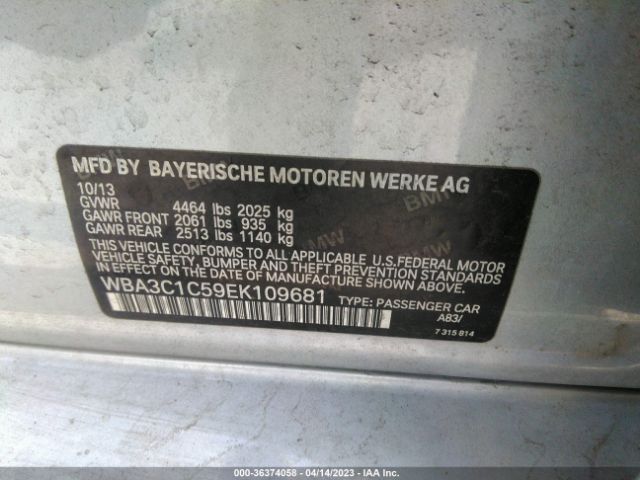 MFD BY BAYERISCHE MOTOREN WERKE AG
10/13
GVWR 4464 lbs 2025 kg
GAWR FRONT 2061 lbs 935 kg
GAWR REAR 2513 lbs 1140 kg
THIS VEHICLE CONFORMS TO ALL APPLICABLE U.S.FEDERAL MOTOR
VEHICLE SAFETY, BUMPER AND THEFT PREVENTION STANDARDS IN
EFFECT ON THE DATE OF MANUFACTURE SHOWN ABOVE.
WBA3C1C59EK109681 TYPE: PASSENGER CAR
A83/
7 315 814
000-36374058 - 04/14/2023 - IAA Inc.